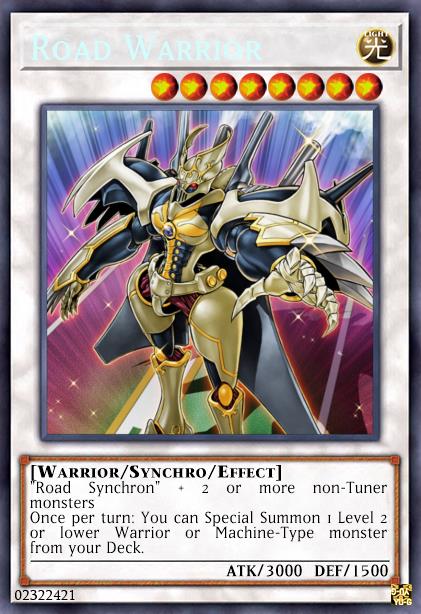 Road Warrior
LIGHT
光
[Warrior/Synchro/Effect]
"Road Synchron" + 2 or more non-Tuner
monsters
Once per turn: You can Special Summon 1 Level 2
or lower Warrior or Machine-Type monster
from your Deck.
ATK/3000 DEF/1500
02322421